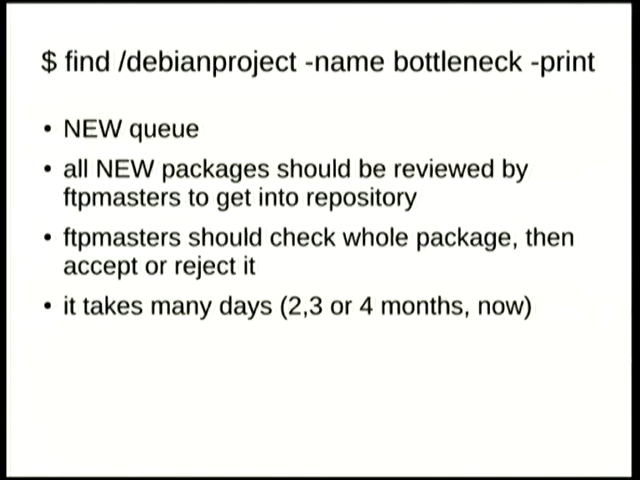 $ find /debianproject -name bottleneck -print
• NEW queue
• all NEW packages should be reviewed by
ftpmasters to get into repository
• ftpmasters should check whole package, then
accept or reject it
• it takes many days (2,3 or 4 months, now)